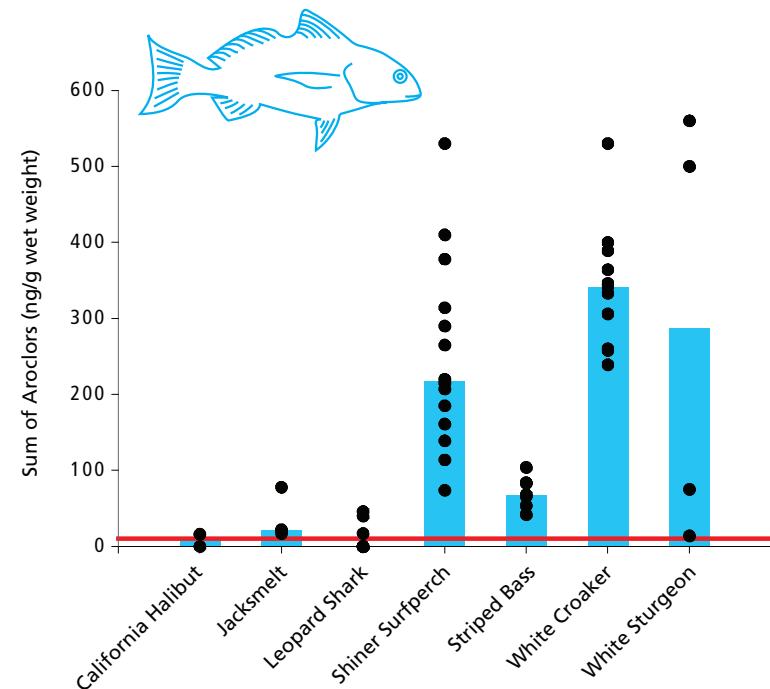 Sum of Aroclors (ng/g wet weight)
600
500
400
300
200
100
0
California Halibut
Jacksmelt
Leopard Shark
Shiner Surfperch
Striped Bass
White Croaker
White Sturgeon